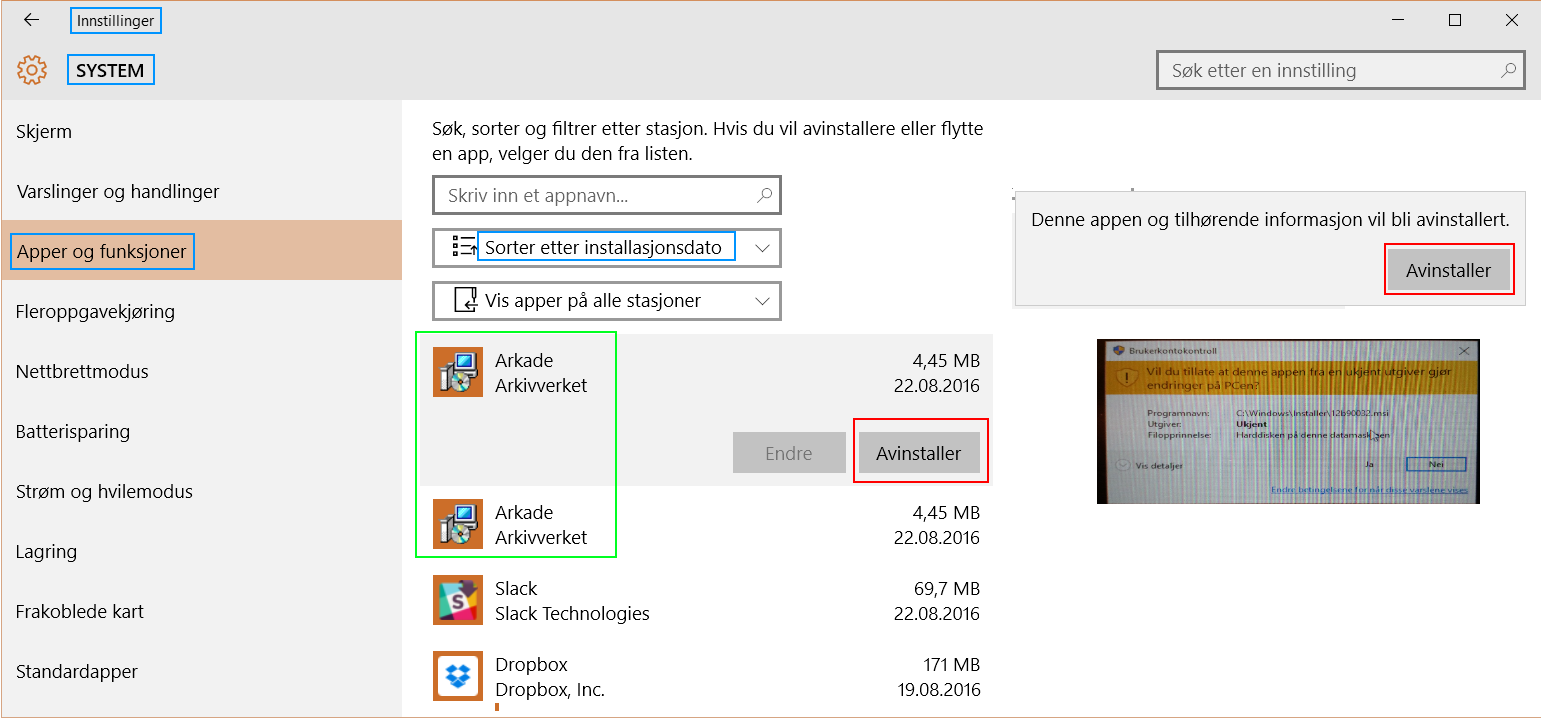 Innstillinger
SYSTEM
Søk etter en innstilling
Skjerm
Varslinger og handlinger
Apper og funksjoner
Fleroppgavekjøring
Nettbrettmodus
Batterisparing
Strøm og hvilemodus
Lagring
Frakoblede kart
Standardapper
Søk, sorter og filtrer etter stasjon. Hvis du vil avinstallere eller flytte
en app, velger du den fra listen.
Skriv inn et appnavn...
Sorter etter installasjonsdato
Vis apper på alle stasjoner
Arkade 4,45 MB
Arkivverket 22.08.2016
Endre Avinstaller
Arkade 4,45 MB
Arkivverket 22.08.2016
Slack 69,7 MB
Slack Technologies 22.08.2016
Dropbox 171 MB
Dropbox, Inc. 19.08.2016
Denne appen og tilhørende informasjon vil bli avinstallert.
Avinstaller
Brukerkontokontroll
Vil du tillate at denne appen fra en ukjent utgiver gjør
endringer på PCen?
Programnavn: C:\Windows\Installer\12b90032.msi
Utgiver: Ukjent
Filopprinnelse: Harddisken på denne datamaskinen
Vis detaljer
Ja Nei
Endre betingelsene for når disse varslene vises